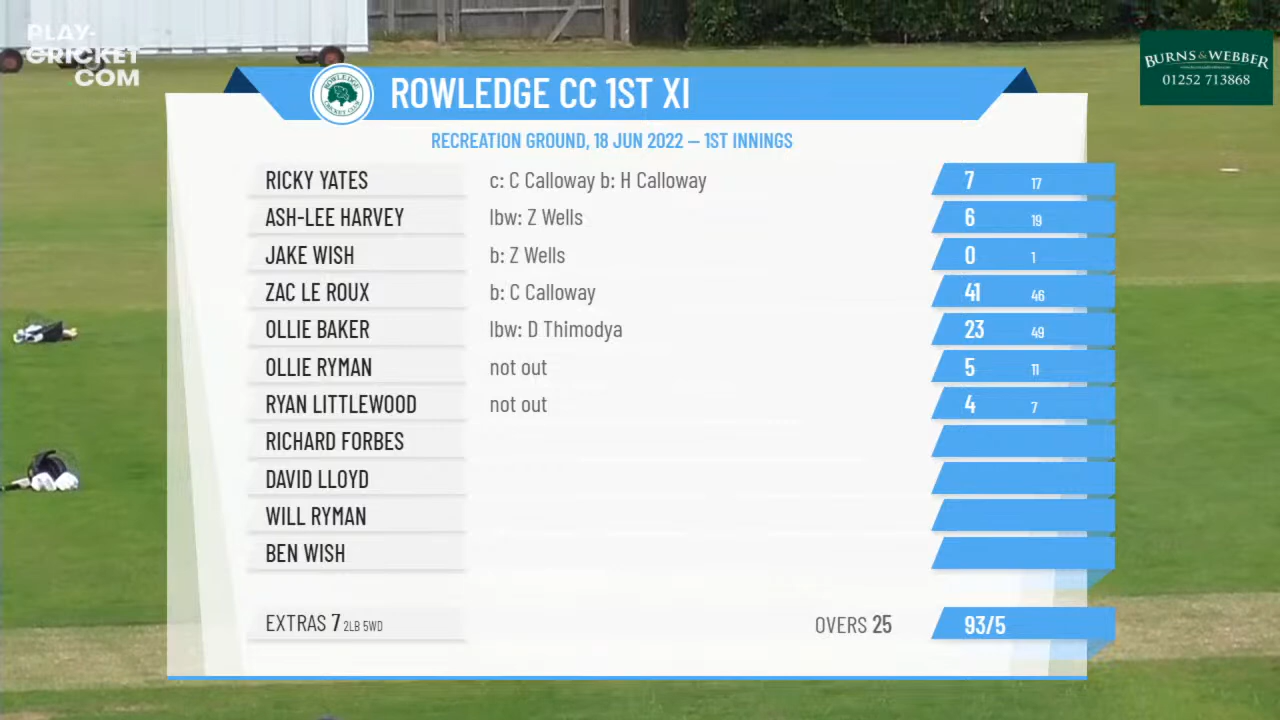 PLAY-
CRICKET
COM
BURNS & WEBBER
01252 713868
ROWLEDGE CC 1ST XI
RECREATION GROUND, 18 JUN 2022 – 1ST INNINGS
RICKY YATES c: C Calloway b: H Calloway 7 17
ASH-LEE HARVEY lbw: Z Wells 6 19
JAKE WISH b: Z Wells 0 1
ZAC LE ROUX b: C Calloway 41 46
OLLIE BAKER lbw: D Thimodya 23 49
OLLIE RYMAN not out 5 11
RYAN LITTLEWOOD not out 4 7
RICHARD FORBES
DAVID LLOYD
WILL RYMAN
BEN WISH
EXTRAS 7 2LB 5WD OVERS 25 93/5